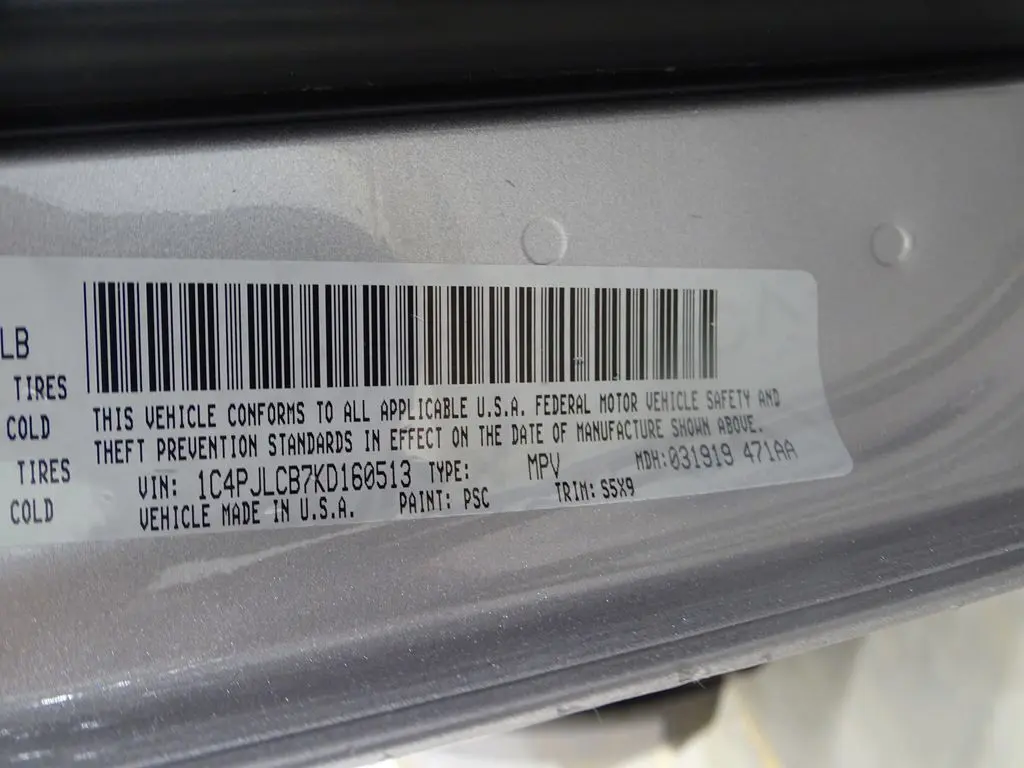 LB
TIRES
COLD
TIRES
COLD
THIS VEHICLE CONFORMS TO ALL APPLICABLE U.S.A. FEDERAL MOTOR VEHICLE SAFETY AND
THEFT PREVENTION STANDARDS IN EFFECT ON THE DATE OF MANUFACTURE SHOWN ABOVE.
VIN: 1C4PJLCB7KD160513 TYPE: MPV MDH:031919 471AA
VEHICLE MADE IN U.S.A. PAINT: PSC TRIM: S5X9